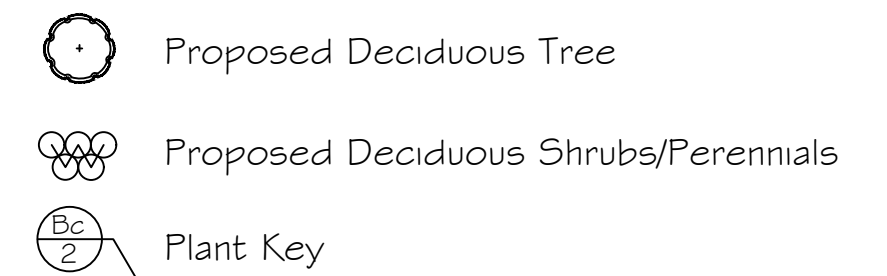 Proposed Deciduous Tree
Proposed Deciduous Shrubs/Perennials
Bc
2
Plant Key